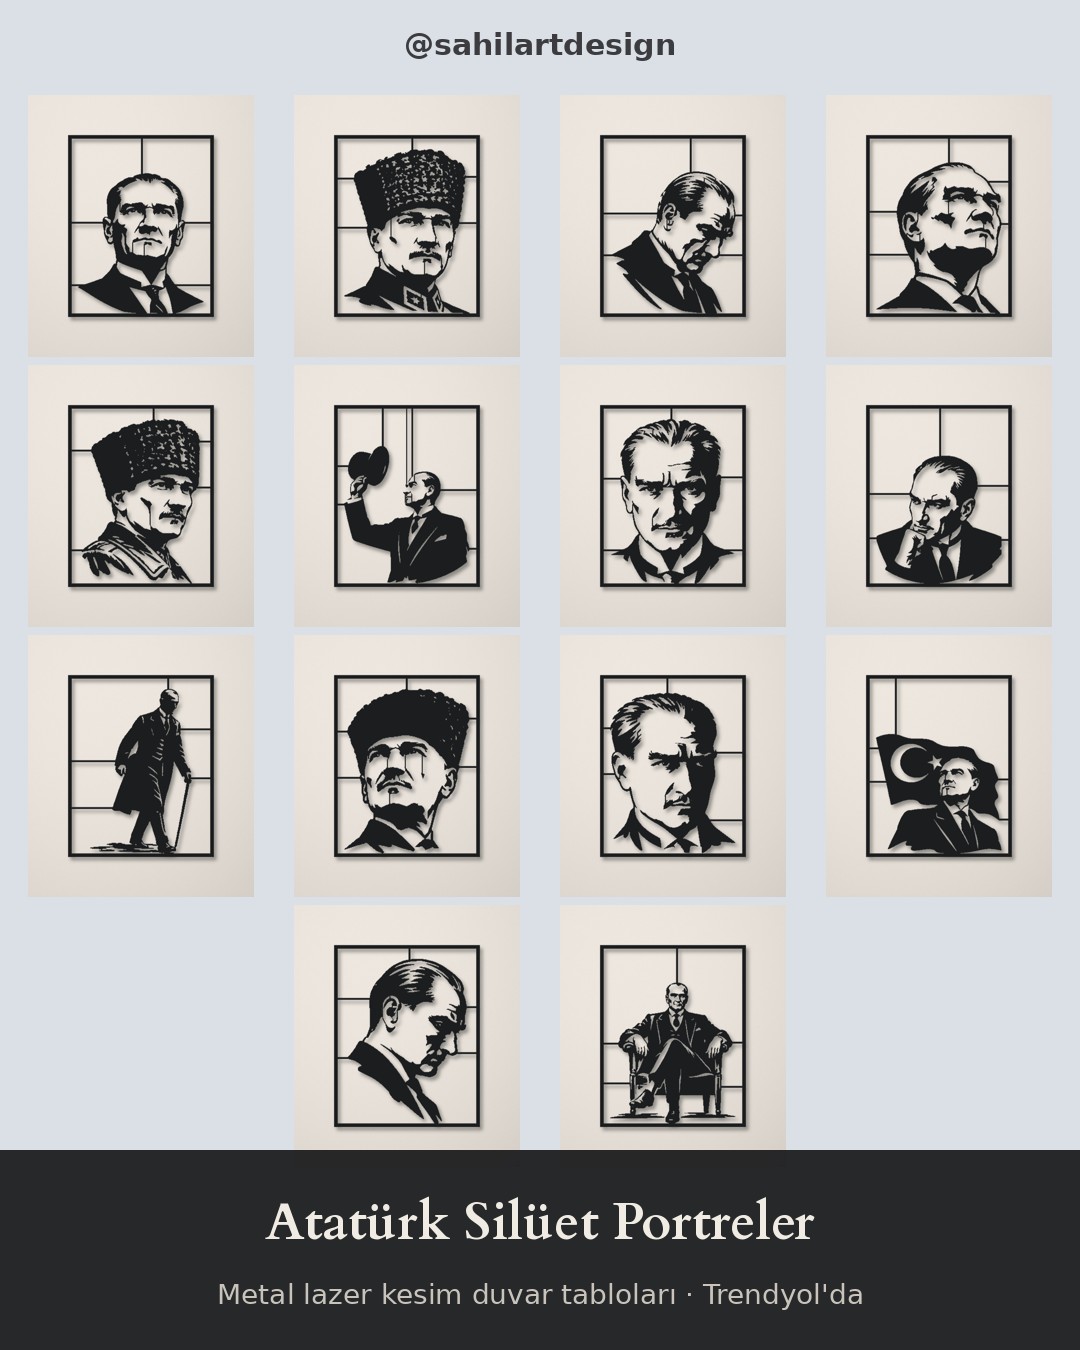 @sahilartdesign
Atatürk Silüet Portreler
Metal lazer kesim duvar tabloları · Trendyol'da